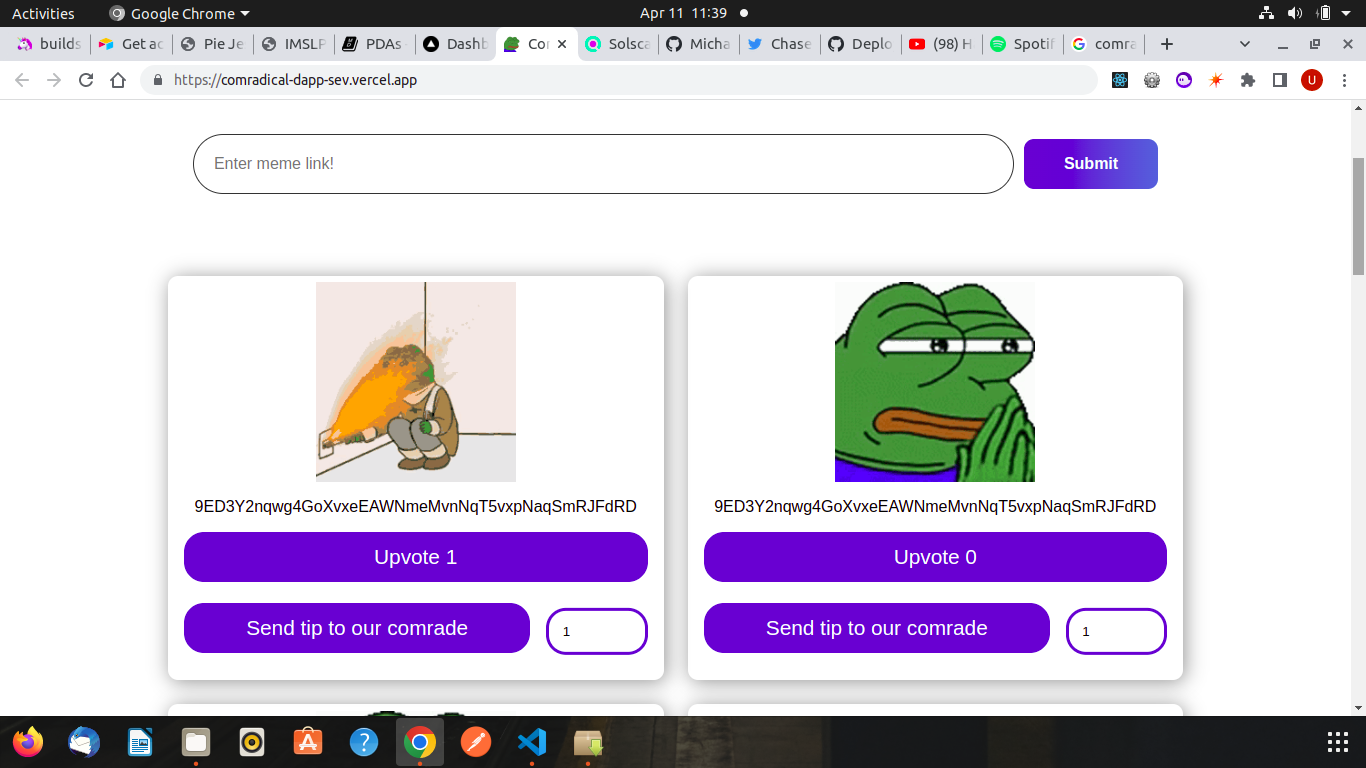 Activities
Google Chrome
Apr 11 11:39
builds
Get ac
Pie Je
IMSLP
PDAs
Dashb
Cor
Solsca
Micha
Chase
Deplo
(98) H
Spotif
comra
https://comradical-dapp-sev.vercel.app
U
Enter meme link!
Submit
9ED3Y2nqwg4GoXvxeEAWNmeMvnNqT5vxpNaqSmRJFdRD
9ED3Y2nqwg4GoXvxeEAWNmeMvnNqT5vxpNaqSmRJFdRD
Upvote 1
Upvote 0
Send tip to our comrade
1
Send tip to our comrade
1